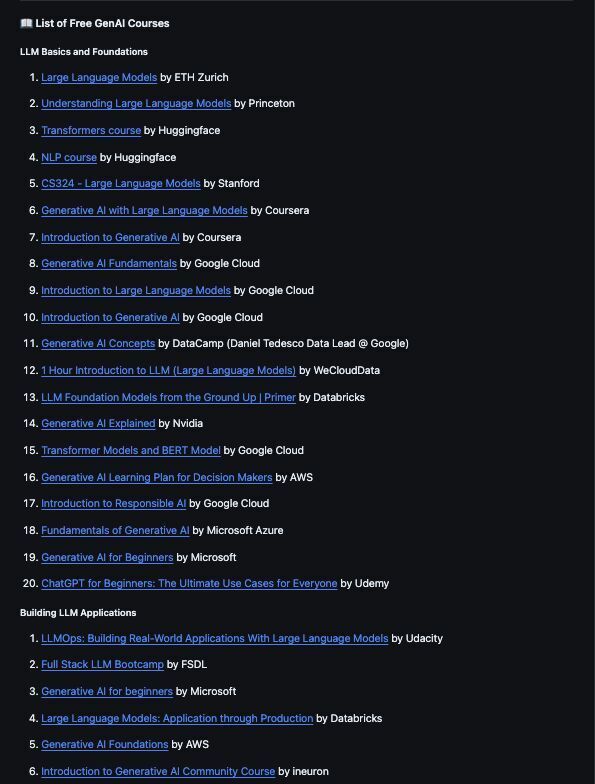 📖 List of Free GenAI Courses
LLM Basics and Foundations
1. Large Language Models by ETH Zurich
2. Understanding Large Language Models by Princeton
3. Transformers course by Huggingface
4. NLP course by Huggingface
5. CS324 - Large Language Models by Stanford
6. Generative AI with Large Language Models by Coursera
7. Introduction to Generative AI by Coursera
8. Generative AI Fundamentals by Google Cloud
9. Introduction to Large Language Models by Google Cloud
10. Introduction to Generative AI by Google Cloud
11. Generative AI Concepts by DataCamp (Daniel Tedesco Data Lead @ Google)
12. 1 Hour Introduction to LLM (Large Language Models) by WeCloudData
13. LLM Foundation Models from the Ground Up | Primer by Databricks
14. Generative AI Explained by Nvidia
15. Transformer Models and BERT Model by Google Cloud
16. Generative AI Learning Plan for Decision Makers by AWS
17. Introduction to Responsible AI by Google Cloud
18. Fundamentals of Generative AI by Microsoft Azure
19. Generative AI for Beginners by Microsoft
20. ChatGPT for Beginners: The Ultimate Use Cases for Everyone by Udemy
Building LLM Applications
1. LLMOps: Building Real-World Applications With Large Language Models by Udacity
2. Full Stack LLM Bootcamp by FSDL
3. Generative AI for beginners by Microsoft
4. Large Language Models: Application through Production by Databricks
5. Generative AI Foundations by AWS
6. Introduction to Generative AI Community Course by ineuron